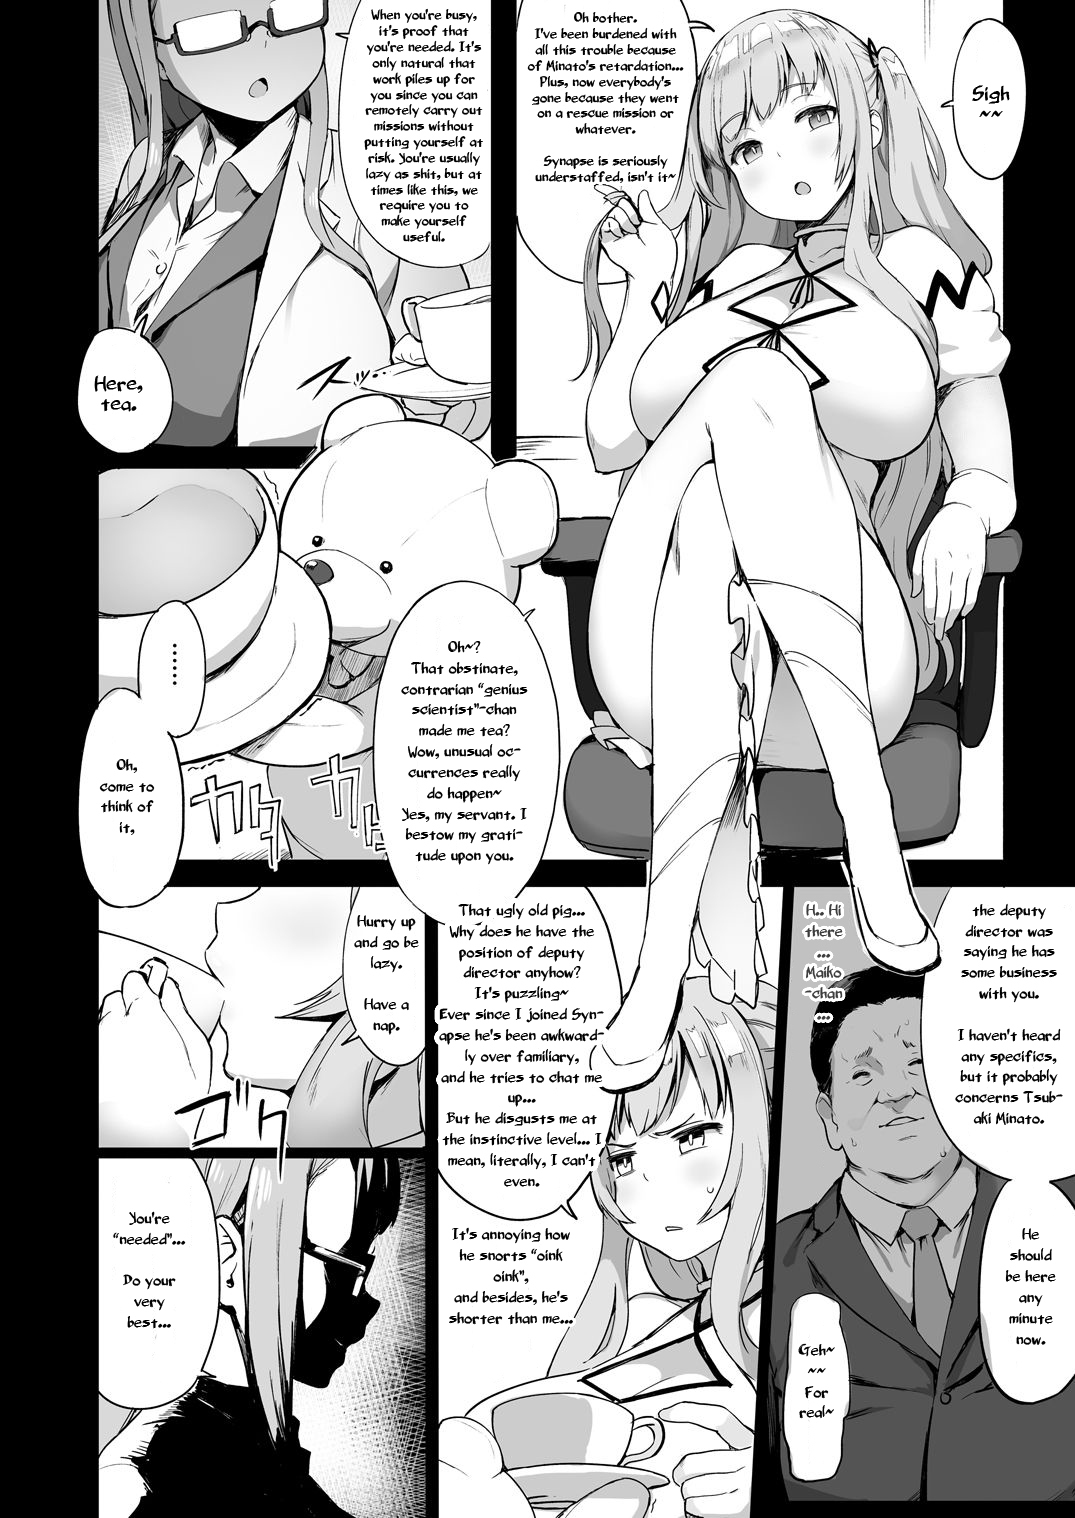 Sigh
~~
Oh bother.
I've been burdened with
all this trouble because
of Minato's retardation...
Plus, now everybody's
gone because they went
on a rescue mission or
whatever.
Synapse is seriously
understaffed, isn't it~
When you're busy,
it's proof that
you're needed. It's
only natural that
work piles up for
you since you can
remotely carry out
missions without
putting yourself at
risk. You're usually
lazy as shit, but at
times like this, we
require you to
make yourself
useful.
Here,
tea.
Oh~?
That obstinate,
contrarian "genius
scientist"-chan
made me tea?
Wow, unusual oc-
currences really
do happen~
Yes, my servant. I
bestow my grati-
tude upon you.
カタ
カタ
......
Oh,
come to
think of
it,
the deputy
director was
saying he has
some business
with you.
I haven't heard
any specifics,
but it probably
concerns Tsub-
aki Minato.
He
should
be here
any
minute
now.
H.. Hi
there
...
Maiko
-chan
...
Geh~
~~
For
real~
That ugly old pig...
Why does he have the
position of deputy
director anyhow?
It's puzzling~
Ever since I joined Syn-
apse he's been awkward-
ly over familiary,
and he tries to chat me
up...
But he disgusts me at
the instinctive level... I
mean, literally, I can't
even.
It's annoying how
he snorts "oink
oink",
and besides, he's
shorter than me...
Hurry up
and go be
lazy.
Have a
nap.
ゴク
You're
"needed"...
Do your
very
best...